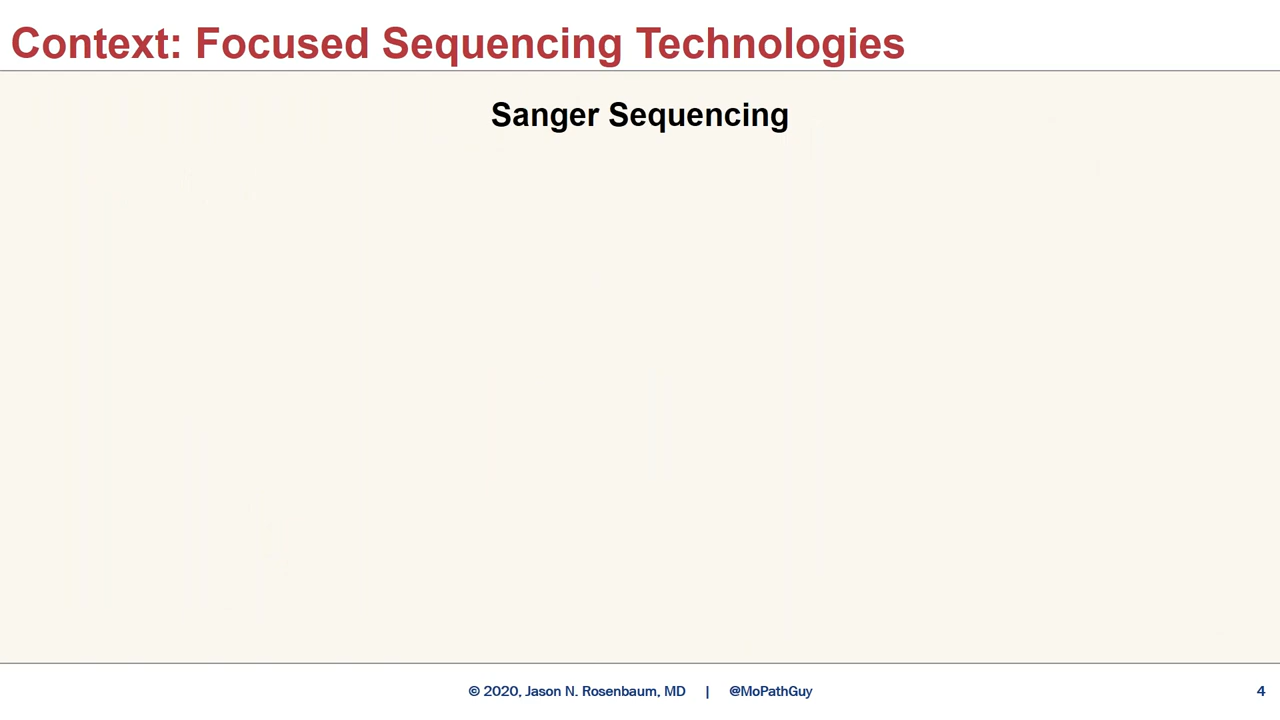 Context: Focused Sequencing Technologies
Sanger Sequencing
© 2020, Jason N. Rosenbaum, MD | @MoPathGuy
4